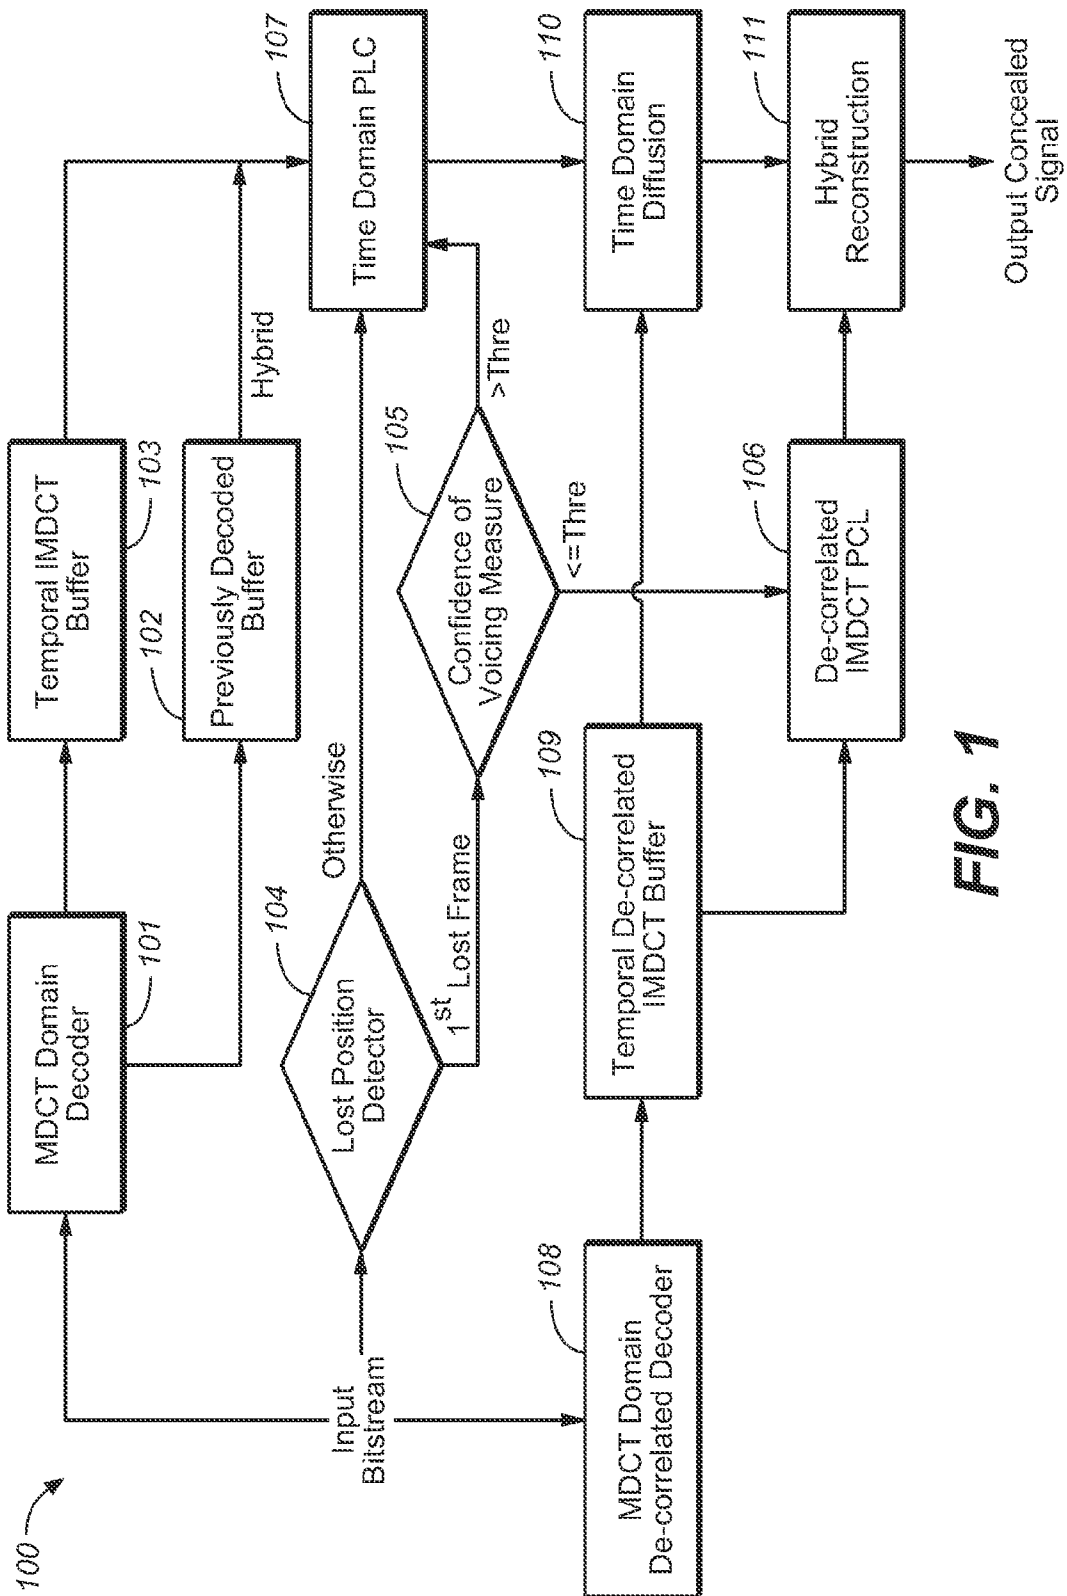 100
MDCT Domain
Decoder
101
Temporal IMDCT
Buffer
103
Previously Decoded
Buffer
102
Hybrid
Input
Bitstream
Lost Position
Detector
104
Otherwise
1st Lost Frame
Confidence of
Voicing Measure
105
>Thre
<=Thre
Time Domain PLC
107
MDCT Domain
De-correlated Decoder
108
Temporal De-correlated
IMDCT Buffer
109
Time Domain
Diffusion
110
De-correlated
IMDCT PCL
106
Hybrid
Reconstruction
111
Output Concealed
Signal
FIG. 1